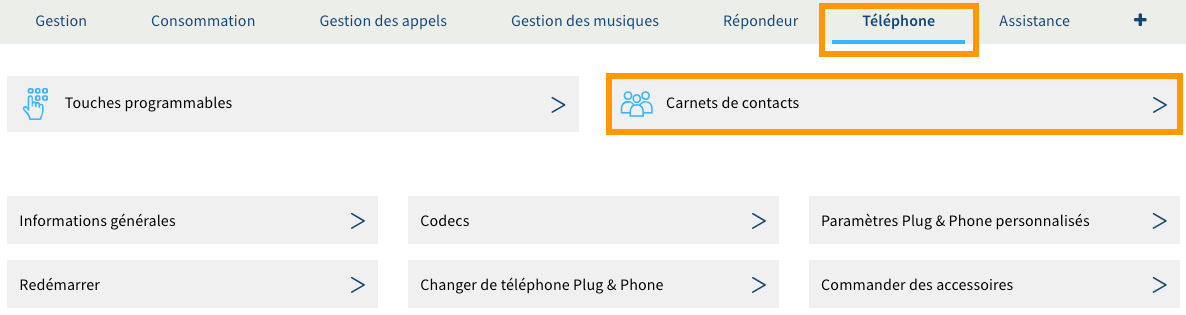 Gestion Consommation Gestion des appels Gestion des musiques Répondeur Téléphone Assistance +
Touches programmables Carnets de contacts
Informations générales Codecs Paramètres Plug & Phone personnalisés
Redémarrer Changer de téléphone Plug & Phone Commander des accessoires